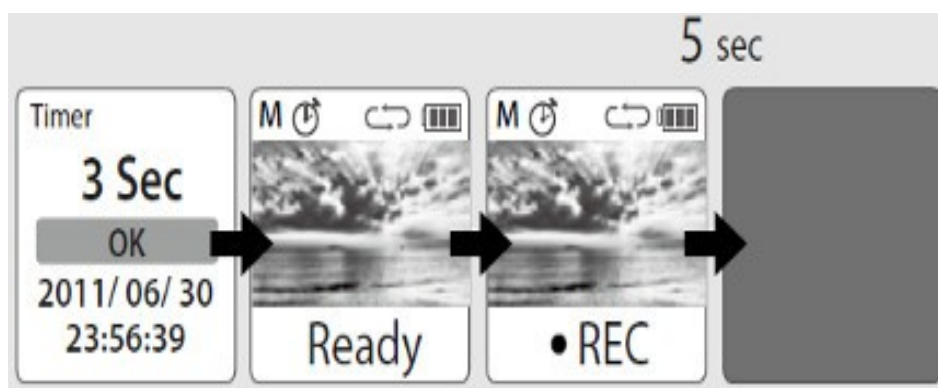 5 sec
Timer
3 Sec
OK
2011/ 06/ 30
23:56:39
M
Ready
M
• REC